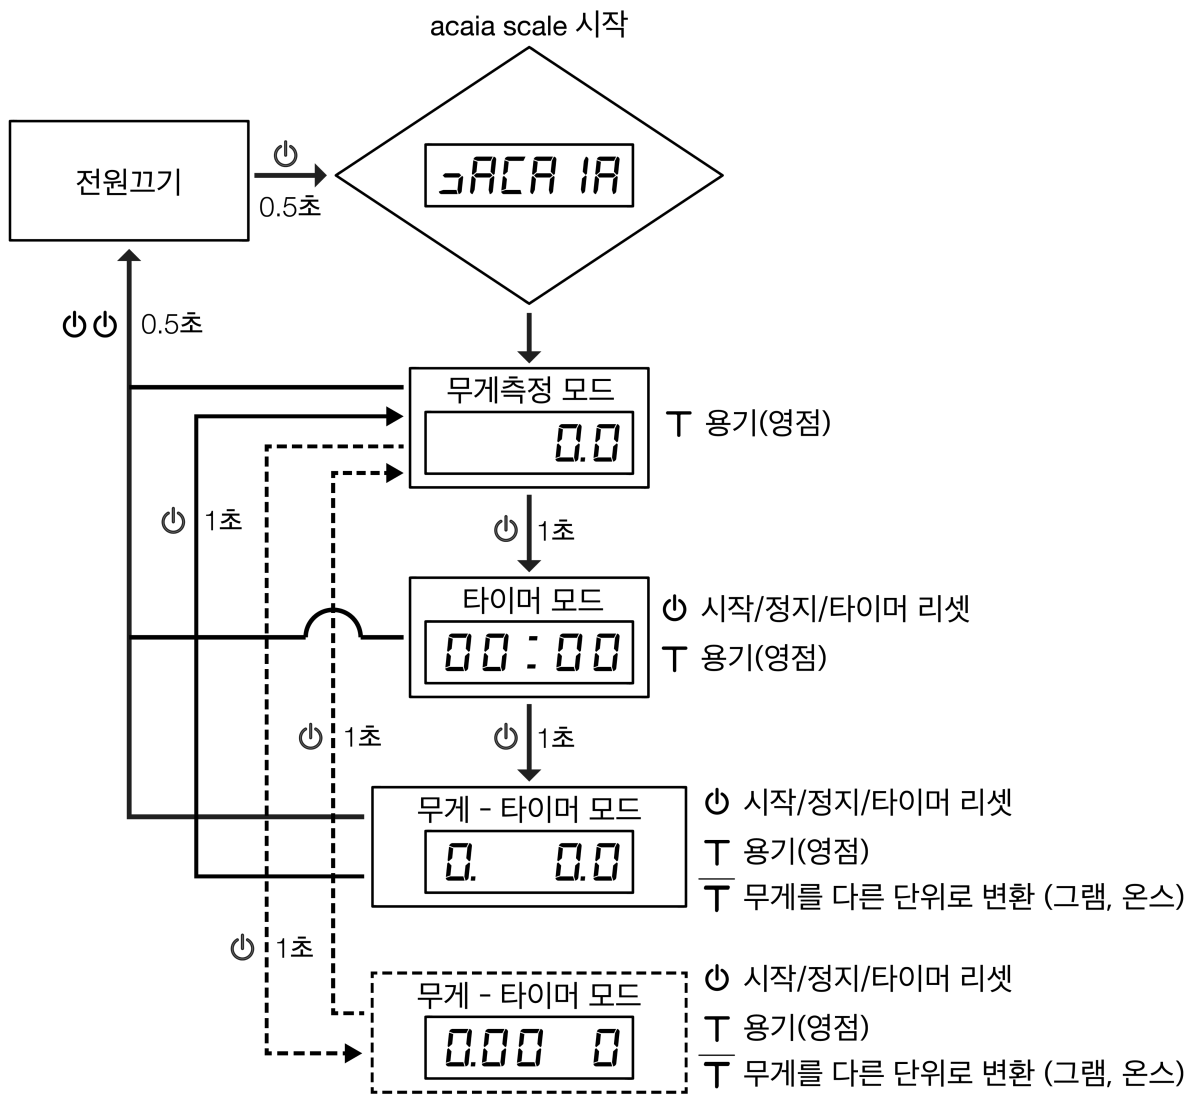 acaia scale 시작
전원끄기
0.5초
ACAIA
0.5초
무게측정 모드
0.0
T 용기(영점)
1초
1초
타이머 모드
00:00
시작/정지/타이머 리셋
T 용기(영점)
1초
1초
무게 - 타이머 모드
0. 0.0
시작/정지/타이머 리셋
T 용기(영점)
T 무게를 다른 단위로 변환 (그램, 온스)
1초
무게 - 타이머 모드
0.00 0
시작/정지/타이머 리셋
T 용기(영점)
T 무게를 다른 단위로 변환 (그램, 온스)